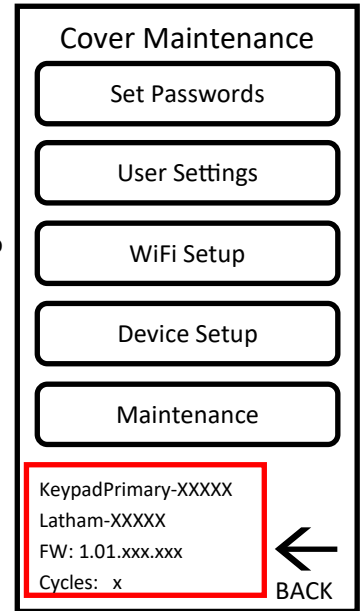 Cover Maintenance
Set Passwords
User Settings
WiFi Setup
Device Setup
Maintenance
KeypadPrimary-XXXXX
Latham-XXXXX
FW: 1.01.xxx.xxx
Cycles: x
BACK